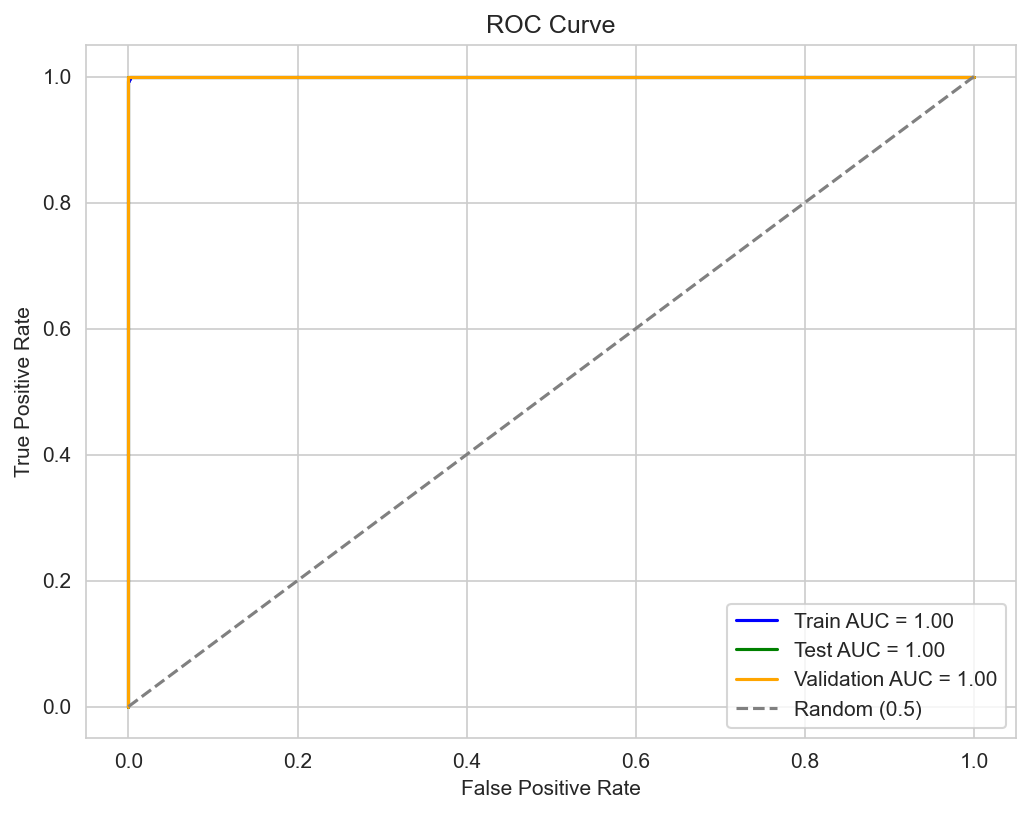 ROC Curve
1.0
0.8
0.6
0.4
0.2
0.0
True Positive Rate
0.0 0.2 0.4 0.6 0.8 1.0
False Positive Rate
Train AUC = 1.00
Test AUC = 1.00
Validation AUC = 1.00
Random (0.5)